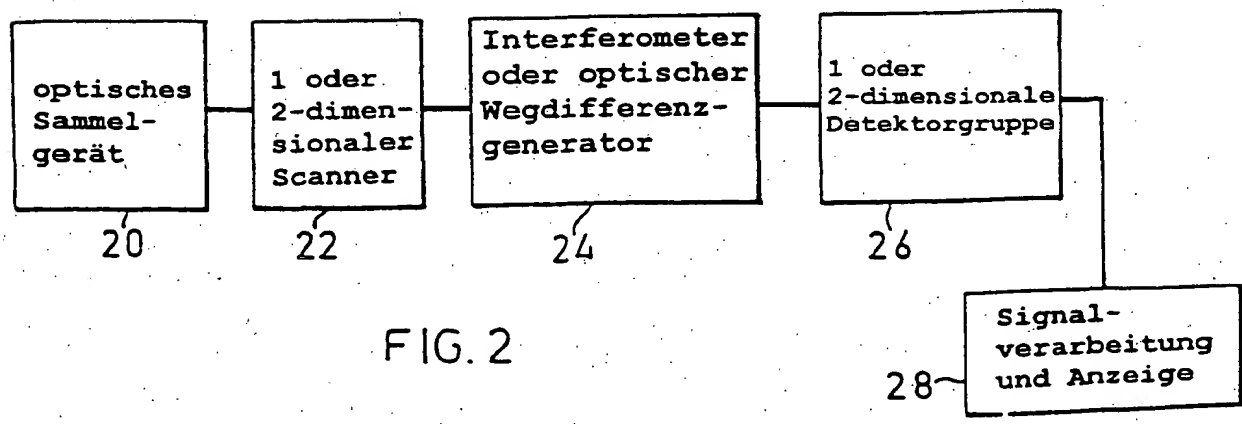 optisches
Sammel-
gerät
1 oder
2-dimen-
sionaler
Scanner
Interferometer
oder optischer
Wegdifferenz-
generator
1 oder
2-dimensionale
Detektorgruppe
20
22
24
26
Signal-
verarbeitung
und Anzeige
28
FIG. 2